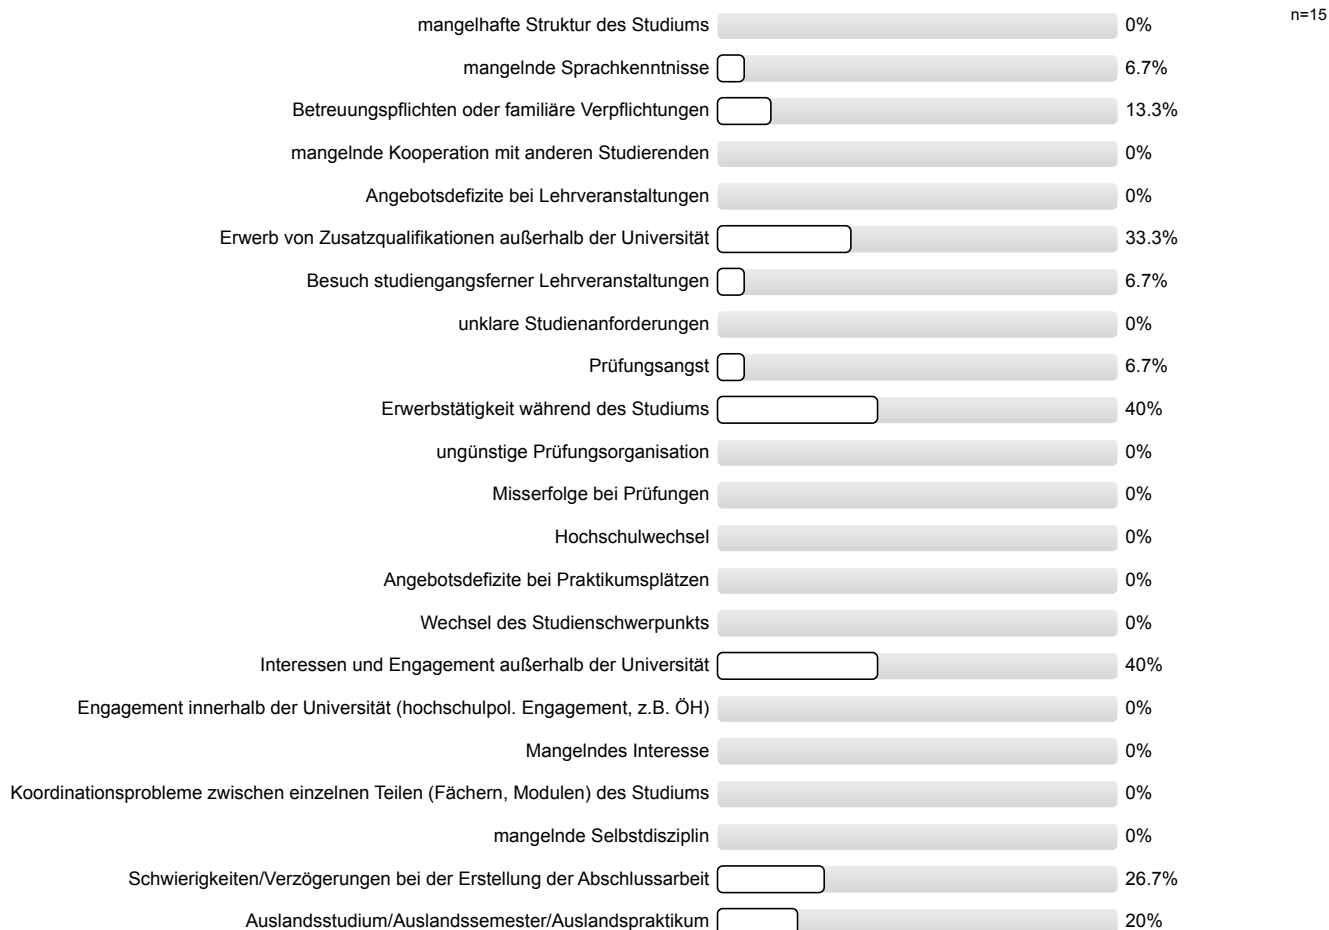 n=15
mangelhafte Struktur des Studiums 0%
mangelnde Sprachkenntnisse 6.7%
Betreuungspflichten oder familiäre Verpflichtungen 13.3%
mangelnde Kooperation mit anderen Studierenden 0%
Angebotsdefizite bei Lehrveranstaltungen 0%
Erwerb von Zusatzqualifikationen außerhalb der Universität 33.3%
Besuch studiengangsferner Lehrveranstaltungen 6.7%
unklare Studienanforderungen 0%
Prüfungsangst 6.7%
Erwerbstätigkeit während des Studiums 40%
ungünstige Prüfungsorganisation 0%
Misserfolge bei Prüfungen 0%
Hochschulwechsel 0%
Angebotsdefizite bei Praktikumsplätzen 0%
Wechsel des Studienschwerpunkts 0%
Interessen und Engagement außerhalb der Universität 40%
Engagement innerhalb der Universität (hochschulpol. Engagement, z.B. ÖH) 0%
Mangelndes Interesse 0%
Koordinationsprobleme zwischen einzelnen Teilen (Fächern, Modulen) des Studiums 0%
mangelnde Selbstdisziplin 0%
Schwierigkeiten/Verzögerungen bei der Erstellung der Abschlussarbeit 26.7%
Auslandsstudium/Auslandssemester/Auslandspraktikum 20%